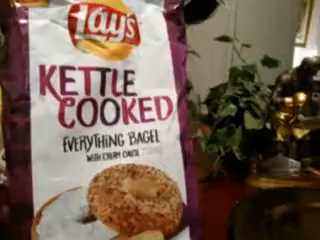 Lay's
KETTLE
COOKED
EVERYTHING BAGEL
WITH CREAM CHEESE